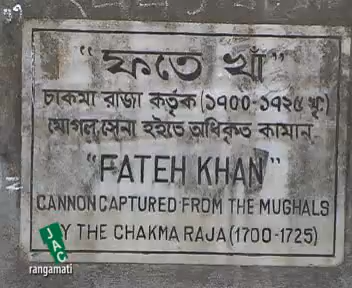 "ফতে খাঁ"
চাকমা রাজা কর্তৃক (১৭০০-১৭২৫ খৃঃ)
মোগল সেনা হইতে অধিকৃত কামান
"FATEH KHAN"
CANNON CAPTURED FROM THE MUGHALS
BY THE CHAKMA RAJA (1700-1725)
JAC
rangamati